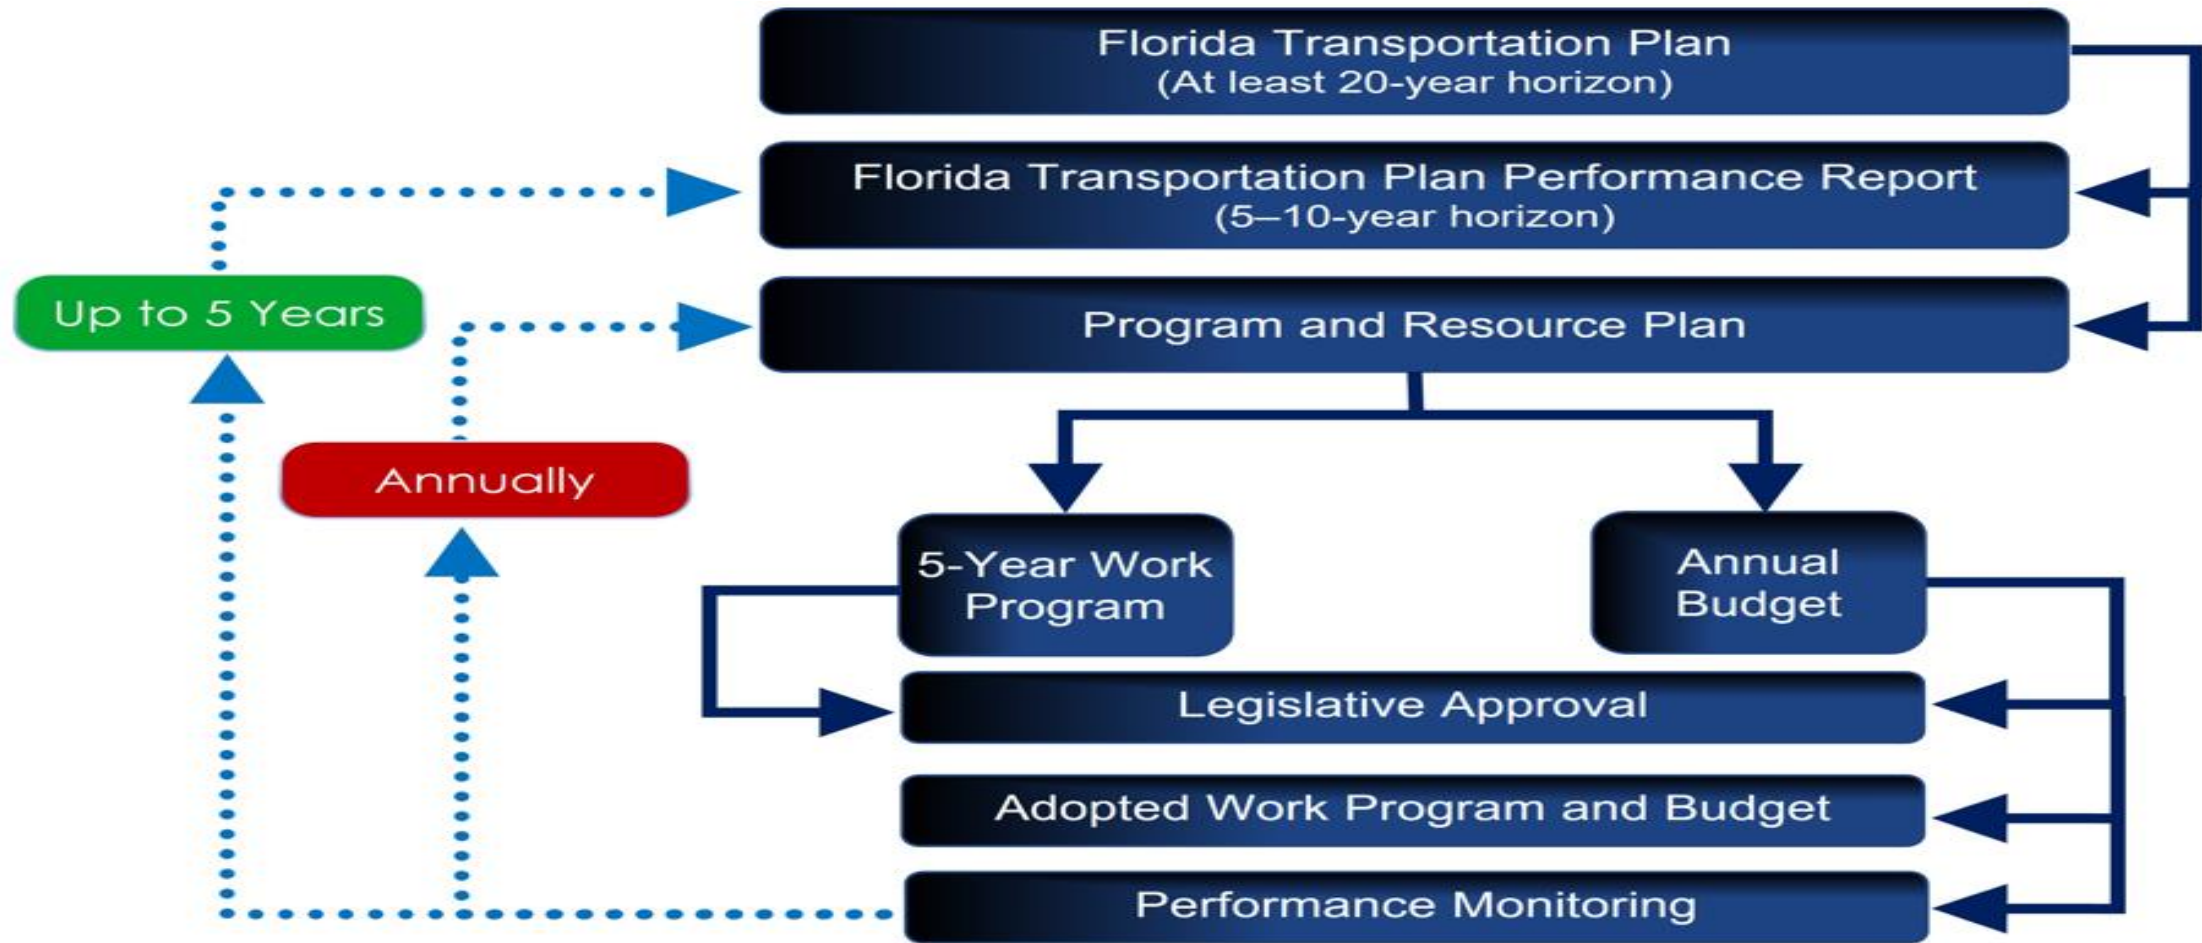 Florida Transportation Plan
(At least 20-year horizon)
Florida Transportation Plan Performance Report
(5–10-year horizon)
Up to 5 Years
Program and Resource Plan
Annually
5-Year Work
Program
Annual
Budget
Legislative Approval
Adopted Work Program and Budget
Performance Monitoring